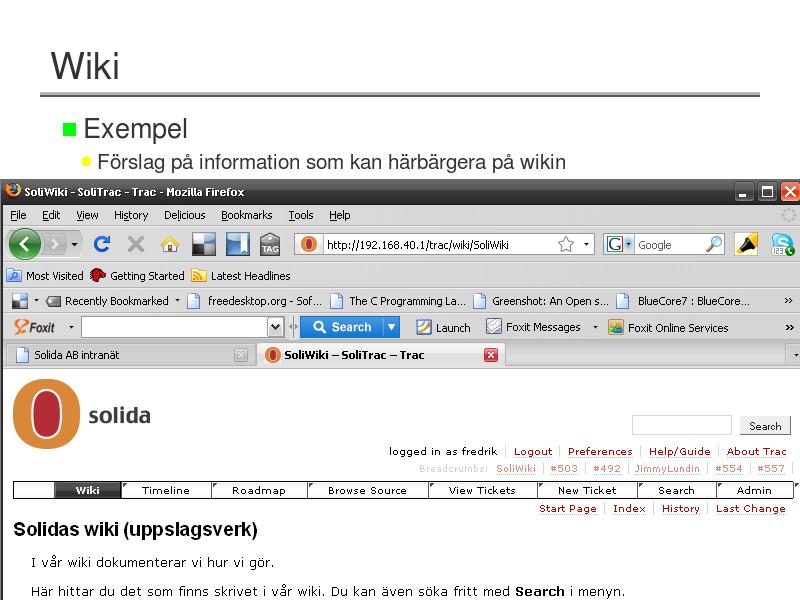 Wiki
Exempel
Förslag på information som kan härbärgera på wikin
SoliWiki - SoliTrac - Trac - Mozilla Firefox
File Edit View History Delicious Bookmarks Tools Help
TAG http://192.168.40.1/trac/wiki/SoliWiki G Google 123
Most Visited Getting Started Latest Headlines
Recently Bookmarked freedesktop.org - Sof... The C Programming La... Greenshot: An Open s... BlueCore7 : BlueCore... »
Foxit Search Launch Foxit Messages Foxit Online Services »
Solida AB intranät SoliWiki – SoliTrac – Trac
solida
Search
logged in as fredrik Logout Preferences Help/Guide About Trac
Breadcrumbs: SoliWiki #503 #492 JimmyLundin #554 #557
Wiki Timeline Roadmap Browse Source View Tickets New Ticket Search Admin
Start Page Index History Last Change
Solidas wiki (uppslagsverk)
I vår wiki dokumenterar vi hur vi gör.
Här hittar du det som finns skrivet i vår wiki. Du kan även söka fritt med Search i menyn.